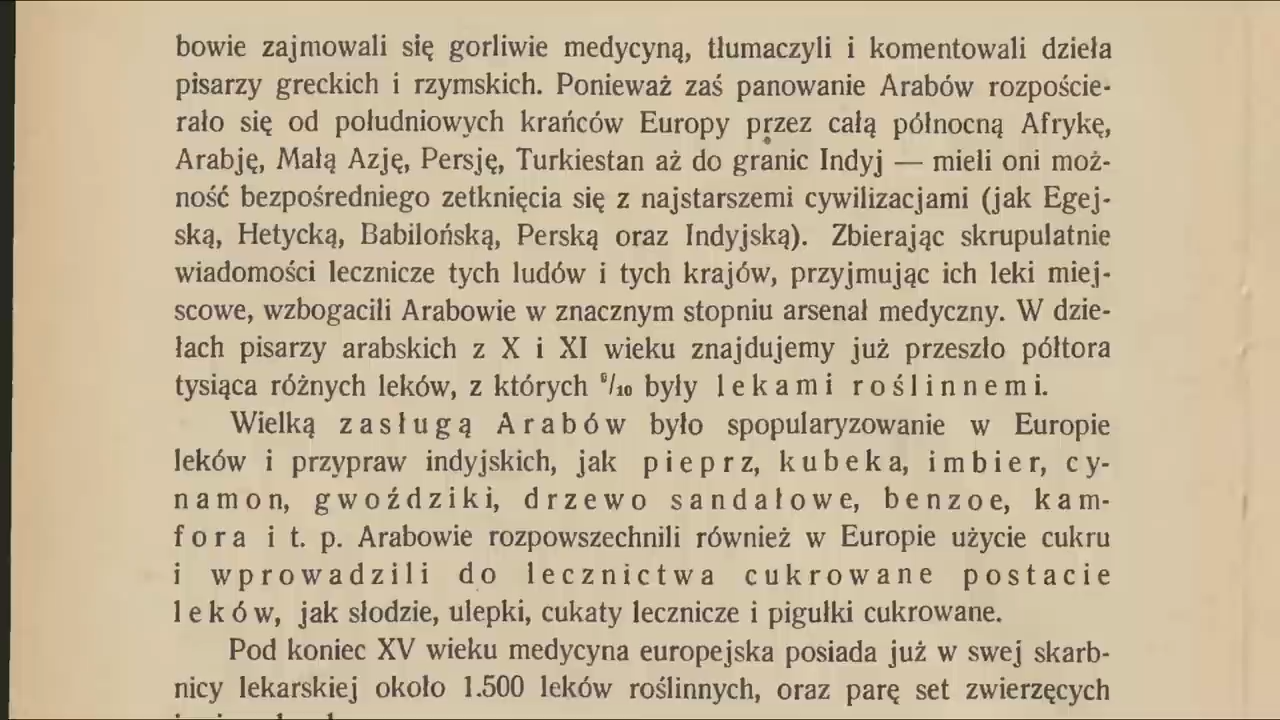 bowie zajmowali się gorliwie medycyną, tłumaczyli i komentowali dzieła
pisarzy greckich i rzymskich. Ponieważ zaś panowanie Arabów rozpoście-
rało się od południowych krańców Europy przez całą północną Afrykę,
Arabję, Małą Azję, Persję, Turkiestan aż do granic Indyj — mieli oni moż-
ność bezpośredniego zetknięcia się z najstarszemi cywilizacjami (jak Egej-
ską, Hetycką, Babilońską, Perską oraz Indyjską). Zbierając skrupulatnie
wiadomości lecznicze tych ludów i tych krajów, przyjmując ich leki miej-
scowe, wzbogacili Arabowie w znacznym stopniu arsenał medyczny. W dzie-
łach pisarzy arabskich z X i XI wieku znajdujemy już przeszło półtora
tysiąca różnych leków, z których były lekami roślinnemi.
Wielką zasługą Arabów było spopularyzowanie w Europie
leków i przypraw indyjskich, jak pieprz, kubeka, imbier, cy-
namon, gwoździki, drzewo sandałowe, benzoe, kam-
fora i t. p. Arabowie rozpowszechnili również w Europie użycie cukru
i wprowadzili do lecznictwa cukrowane postacie
leków, jak słodzie, ulepki, cukaty lecznicze i pigułki cukrowane.
Pod koniec XV wieku medycyna europejska posiada już w swej skarb-
nicy lekarskiej około 1.500 leków roślinnych, oraz parę set zwierzęcych